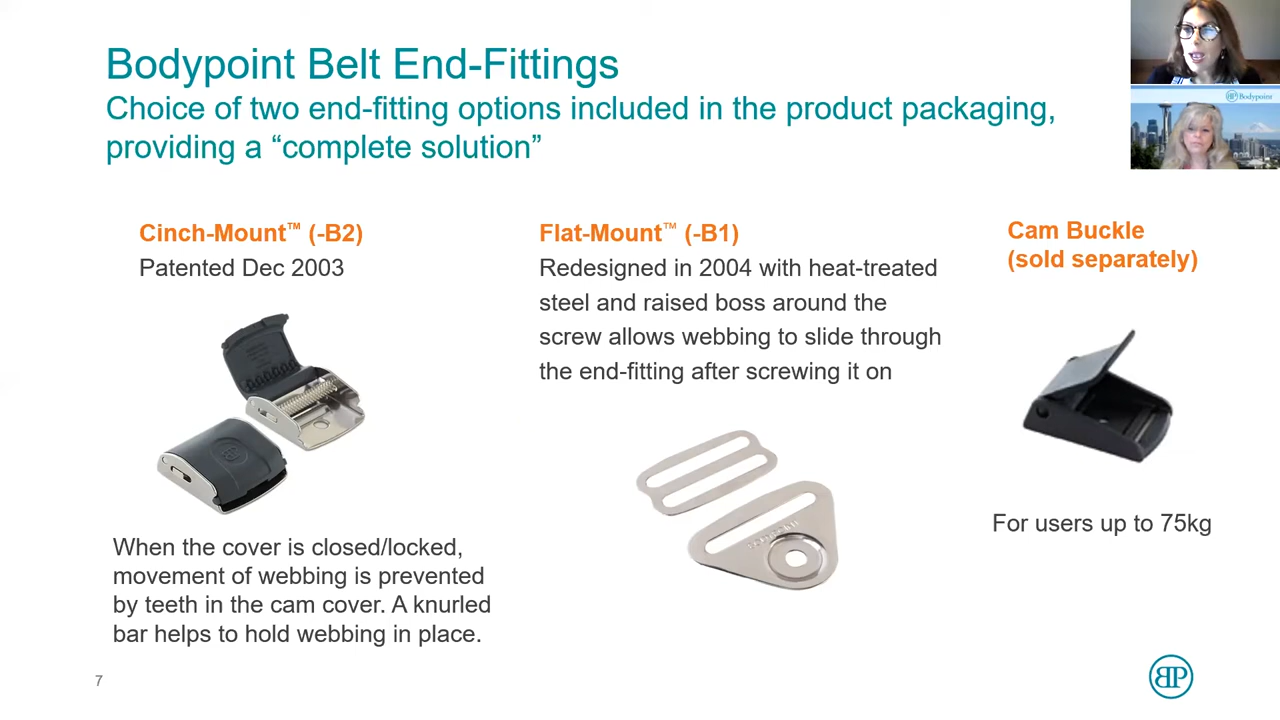 Bodypoint Belt End-Fittings
Choice of two end-fitting options included in the product packaging,
providing a “complete solution”
Bodypoint
Cinch-Mount™ (-B2)
Patented Dec 2003
Flat-Mount™ (-B1)
Redesigned in 2004 with heat-treated
steel and raised boss around the
screw allows webbing to slide through
the end-fitting after screwing it on
Cam Buckle
(sold separately)
When the cover is closed/locked,
movement of webbing is prevented
by teeth in the cam cover. A knurled
bar helps to hold webbing in place.
For users up to 75kg
7